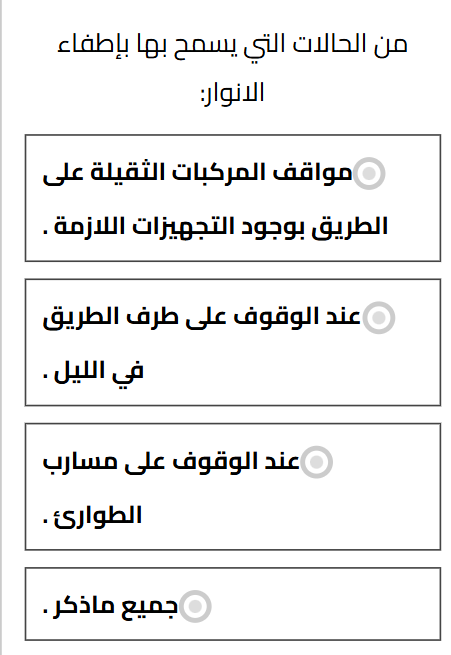 من الحالات التي يسمح بها بإطفاء
الانوار:
مواقف المركبات الثقيلة على
الطريق بوجود التجهيزات اللازمة .
عند الوقوف على طرف الطريق
في الليل .
عند الوقوف على مسارب
الطوارئ .
جميع ماذكر .